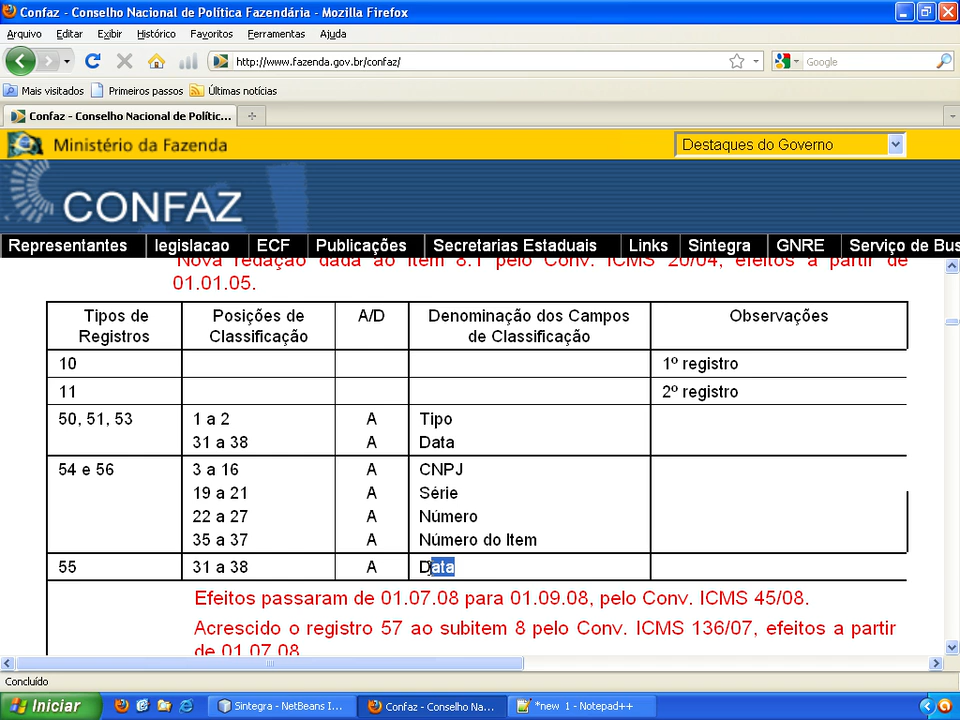 Confaz - Conselho Nacional de Política Fazendária - Mozilla Firefox
Arquivo Editar Exibir Histórico Favoritos Ferramentas Ajuda
http://www.fazenda.gov.br/confaz/
Google
Mais visitados Primeiros passos Últimas notícias
Confaz - Conselho Nacional de Polític...
Ministério da Fazenda
Destaques do Governo
CONFAZ
Representantes legislacao ECF Publicações Secretarias Estaduais Links Sintegra GNRE Serviço de Bus
Nova redação dada ao item 8.1 pelo Conv. ICMS 20/04, efeitos a partir de
01.01.05.
Tipos de Posições de A/D Denominação dos Campos Observações
Registros Classificação de Classificação
10 1º registro
11 2º registro
50, 51, 53 1 a 2 A Tipo
31 a 38 A Data
54 e 56 3 a 16 A CNPJ
19 a 21 A Série
22 a 27 A Número
35 a 37 A Número do Item
55 31 a 38 A Data
Efeitos passaram de 01.07.08 para 01.09.08, pelo Conv. ICMS 45/08.
Acrescido o registro 57 ao subitem 8 pelo Conv. ICMS 136/07, efeitos a partir
de 01.07.08
Concluído
Iniciar Sintegra - NetBeans I... Confaz - Conselho Na... *new 1 - Notepad++